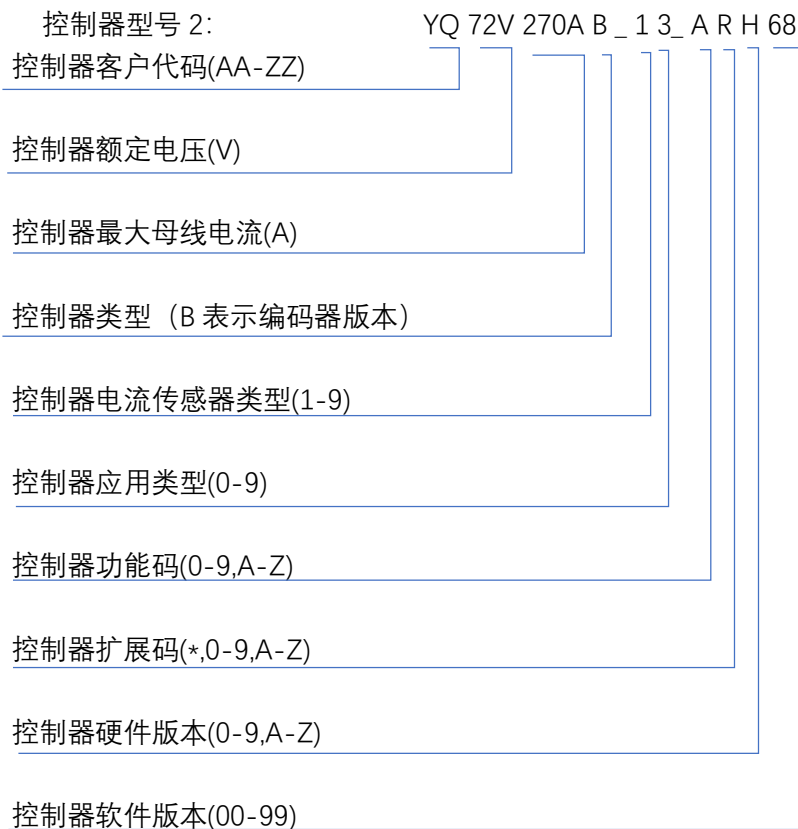 控制器型号 2: YQ 72V 270A B _ 1 3_ A R H 68
控制器客户代码(AA-ZZ)
控制器额定电压(V)
控制器最大母线电流(A)
控制器类型（B 表示编码器版本）
控制器电流传感器类型(1-9)
控制器应用类型(0-9)
控制器功能码(0-9,A-Z)
控制器扩展码(*,0-9,A-Z)
控制器硬件版本(0-9,A-Z)
控制器软件版本(00-99)